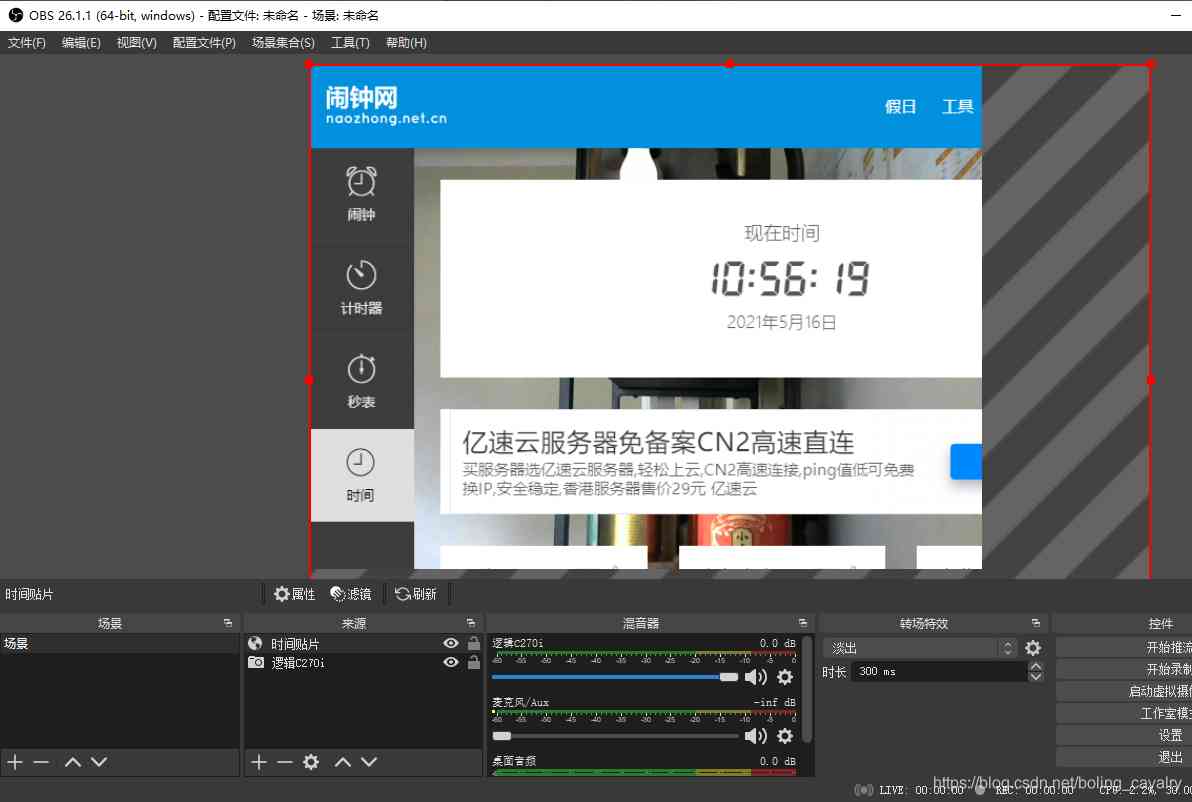 OBS 26.1.1 (64-bit, windows) - 配置文件: 未命名 - 场景: 未命名
文件(F) 编辑(E) 视图(V) 配置文件(P) 场景集合(S) 工具(T) 帮助(H)
闹钟网
naozhong.net.cn
假日 工具
闹钟
计时器
秒表
时间
现在时间
10:56:19
2021年5月16日
亿速云服务器免备案CN2高速直连
买服务器选亿速云服务器,轻松上云,CN2高速连接,ping值低可免费
换IP,安全稳定,香港服务器售价29元 亿速云
时间贴片 属性 滤镜 刷新
场景 来源 混音器 转场特效 控件
场景
时间贴片
逻辑C270i
逻辑C270i 0.0 dB
-60 -55 -50 -45 -40 -35 -30 -25 -20 -15 -10 -5 0
麦克风/Aux -inf dB
-60 -55 -50 -45 -40 -35 -30 -25 -20 -15 -10 -5 0
桌面音频 0.0 dB
淡出
时长 300 ms
开始推流
开始录制
启动虚拟摄
工作室模
设置
退出
LIVE: 00:00:00 REC: 00:00:00 CPU: 2.2%, 30.00
https://blog.csdn.net/boling_cavalry